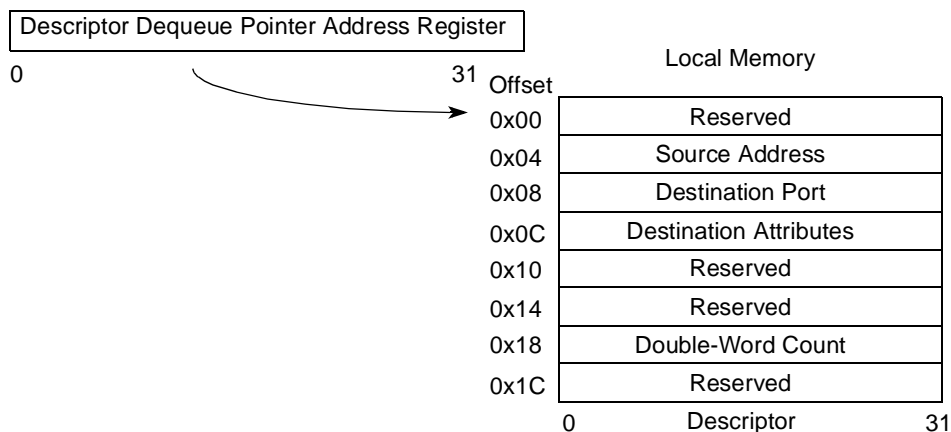 Descriptor Dequeue Pointer Address Register
0 31
Local Memory
Offset
0x00 Reserved
0x04 Source Address
0x08 Destination Port
0x0C Destination Attributes
0x10 Reserved
0x14 Reserved
0x18 Double-Word Count
0x1C Reserved
0 Descriptor 31